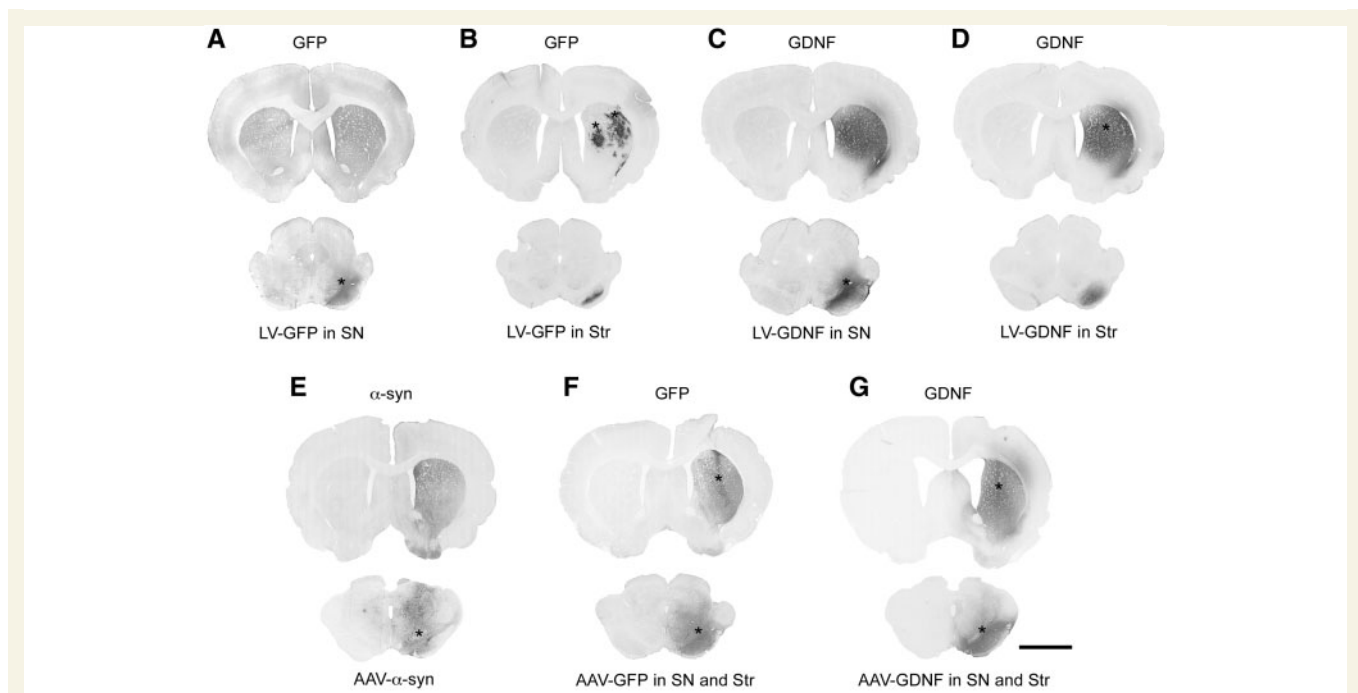 A B C D
GFP GFP GDNF GDNF
LV-GFP in SN LV-GFP in Str LV-GDNF in SN LV-GDNF in Str
E F G
α-syn GFP GDNF
AAV-α-syn AAV-GFP in SN and Str AAV-GDNF in SN and Str